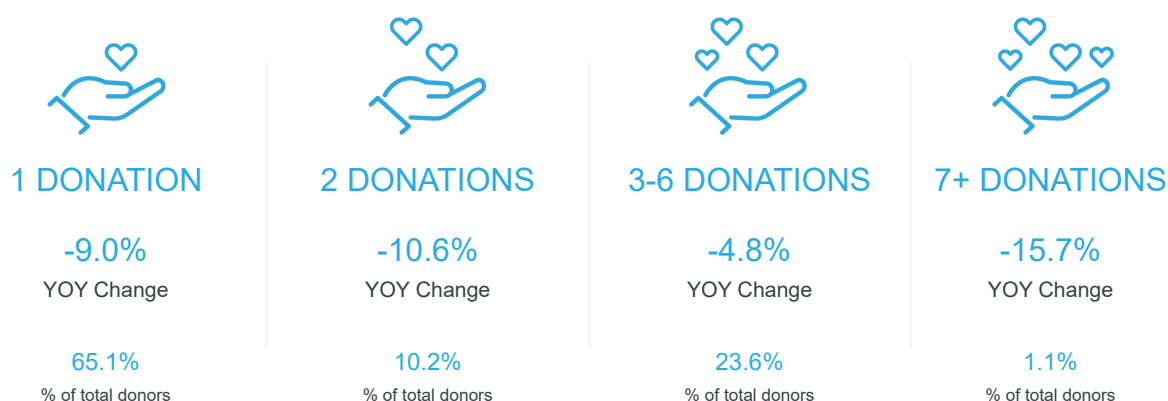 1 DONATION
-9.0%
YOY Change
65.1%
% of total donors
2 DONATIONS
-10.6%
YOY Change
10.2%
% of total donors
3-6 DONATIONS
-4.8%
YOY Change
23.6%
% of total donors
7+ DONATIONS
-15.7%
YOY Change
1.1%
% of total donors